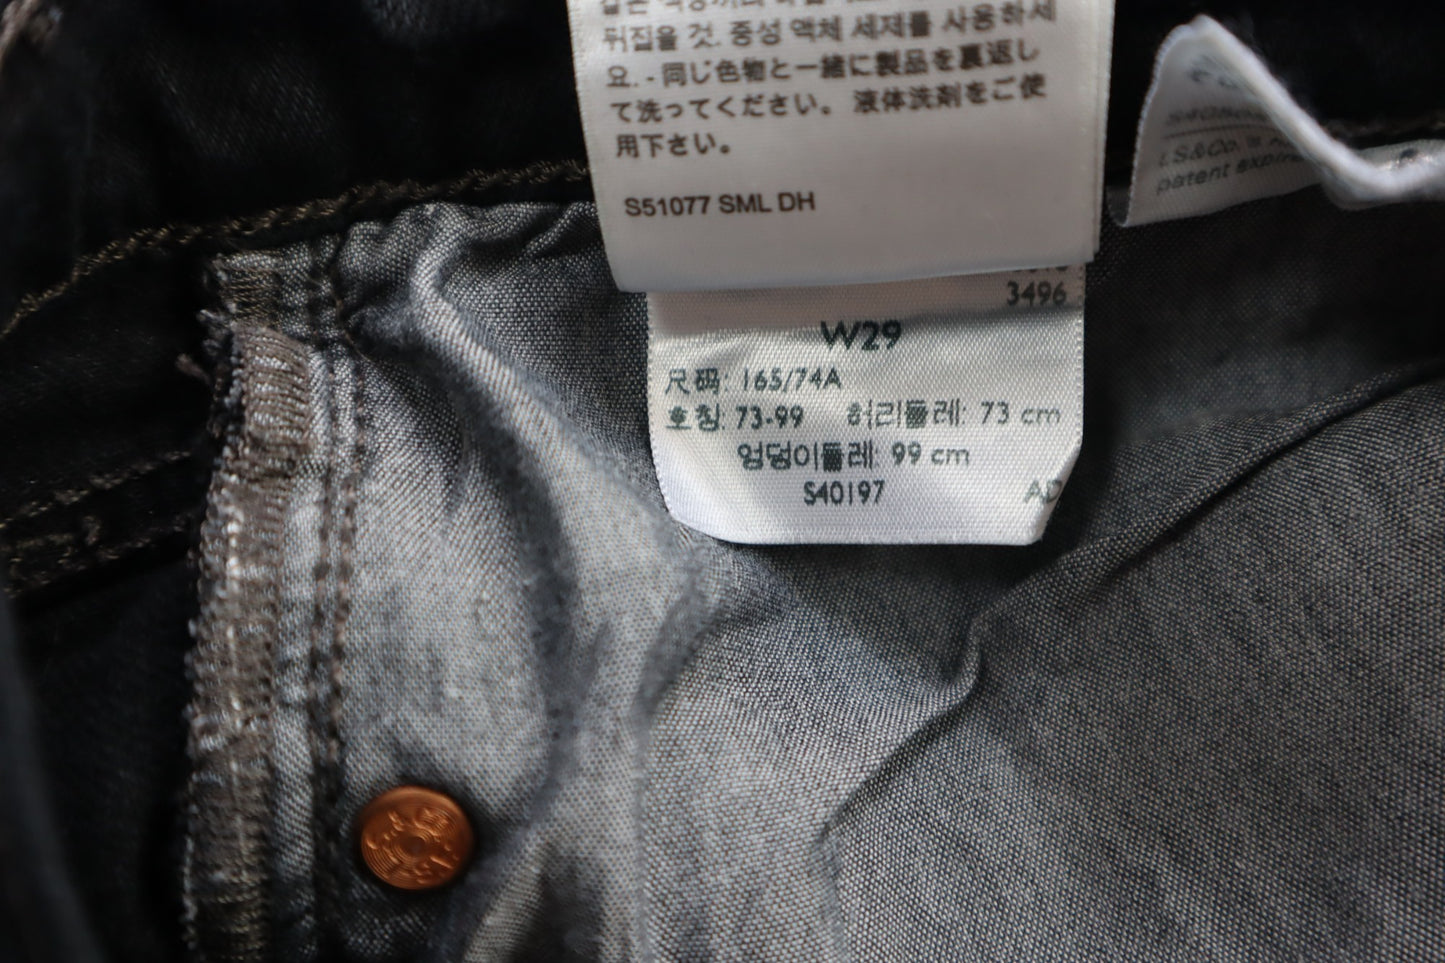 뒤집을 것. 중성 액체 세제를 사용하세
요. - 同じ色物と一緒に製品を裏返し
て洗ってください。 液体洗剤をご使
用下さい。
S51077 SML DH
LS&Co.
patent
3496
W29
尺码: 165/74A
호칭: 73-99 허리둘레: 73 cm
엉덩이둘레: 99 cm
S40197
AD